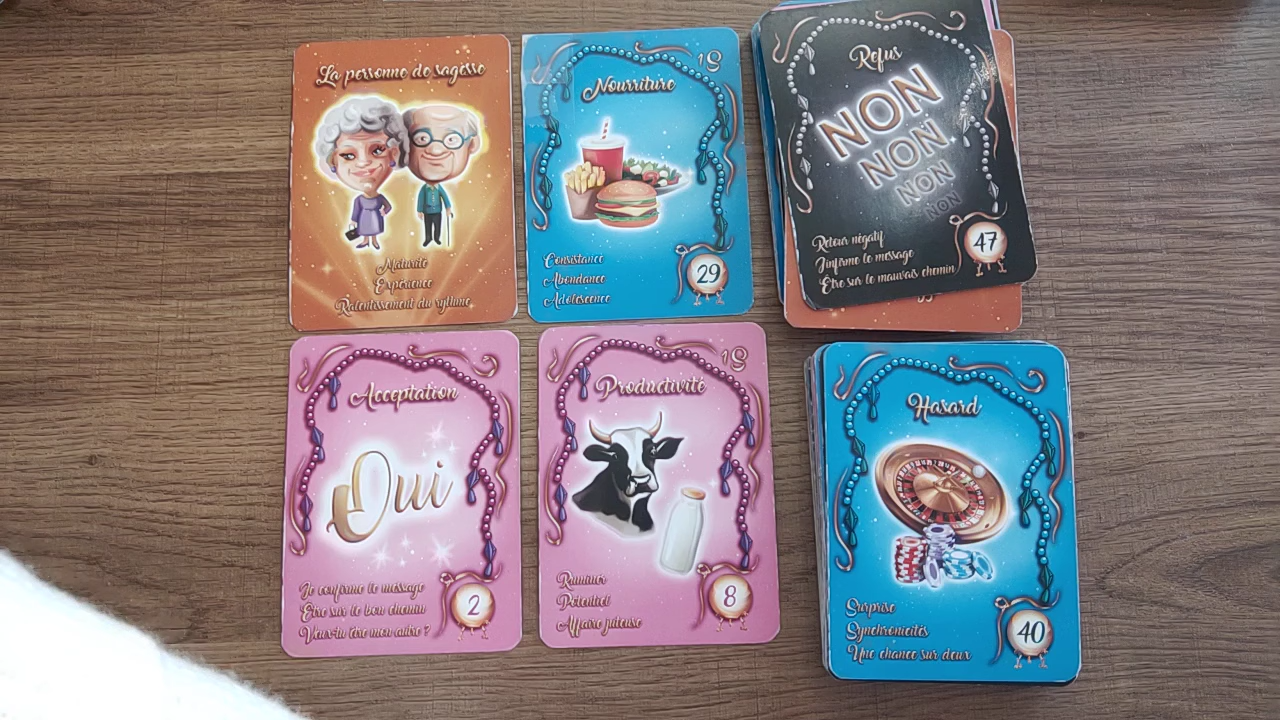 La personne de sagesse
Maturité
Expérience
Ralentissement du rythme
1S
Nourriture
Consistance
Abondance
Adolescence
29
Refus
NON
NON
NON
NON
Retour négatif
J'infirme le message
Être sur le mauvais chemin
47
Acceptation
Oui
Je confirme le message
Être sur le bon chemin
Veux-tu être mon autre ?
2
1S
Productivité
Ruminer
Potentiel
Affaire juteuse
8
Hasard
Surprise
Synchronicités
Une chance sur deux
40